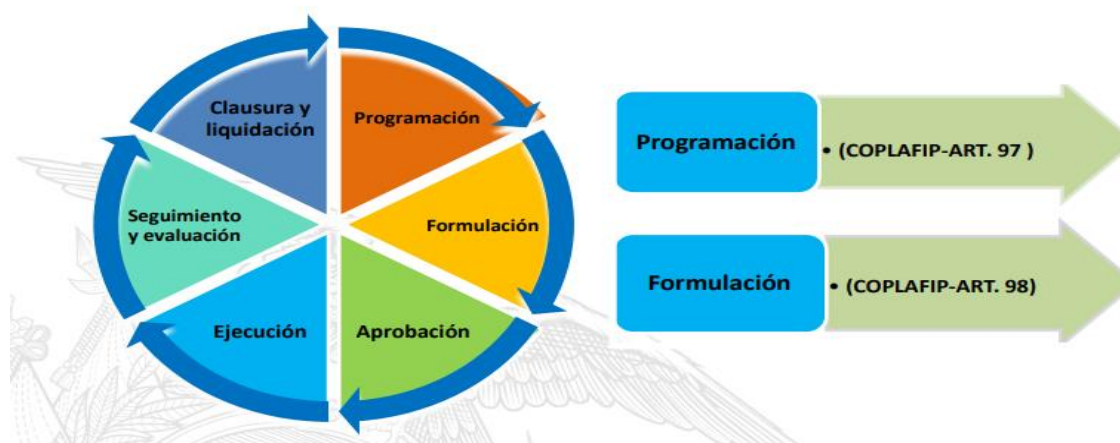 Clausura y
liquidación
Programación
Seguimiento
y evaluación
Formulación
Ejecución
Aprobación
Programación
• (COPLAFIP-ART. 97 )
Formulación
• (COPLAFIP-ART. 98)